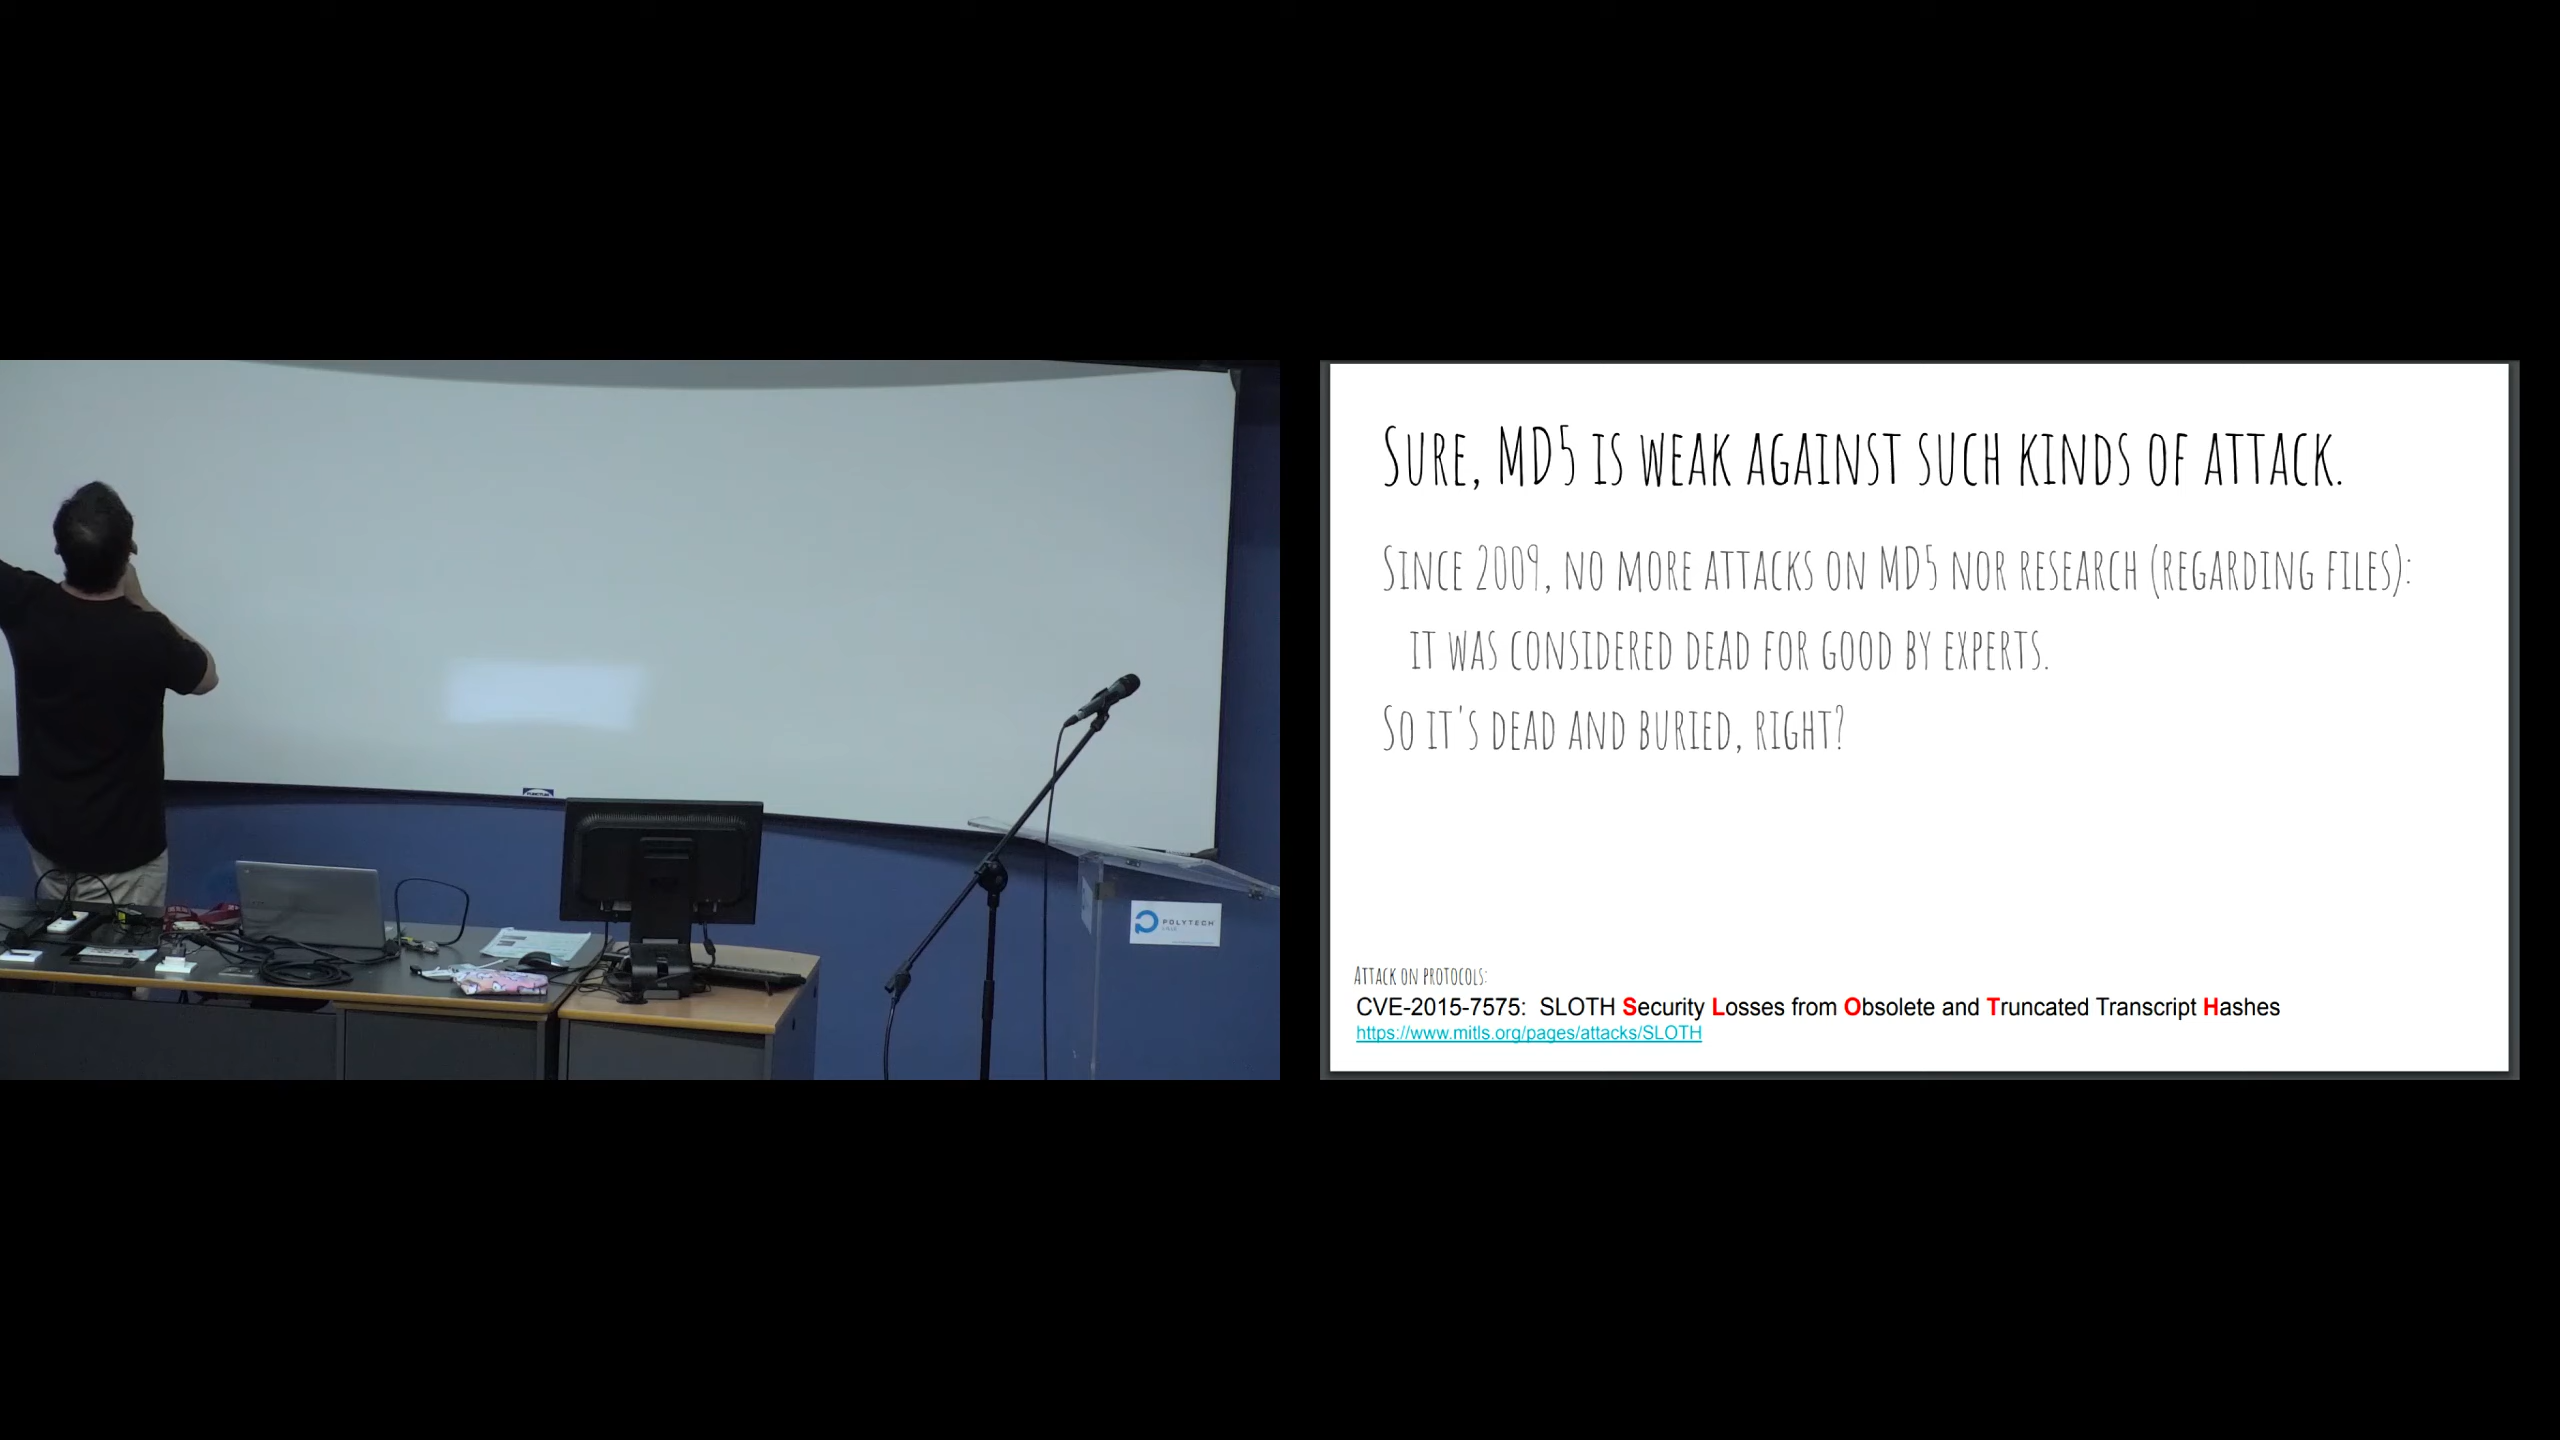 SURE, MD5 IS WEAK AGAINST SUCH KINDS OF ATTACK.
SINCE 2009, NO MORE ATTACKS ON MD5 NOR RESEARCH (REGARDING FILES):
IT WAS CONSIDERED DEAD FOR GOOD BY EXPERTS.
SO IT'S DEAD AND BURIED, RIGHT?
ATTACK ON PROTOCOLS:
CVE-2015-7575: SLOTH Security Losses from Obsolete and Truncated Transcript Hashes
https://www.mitls.org/pages/attacks/SLOTH
POLYTECH